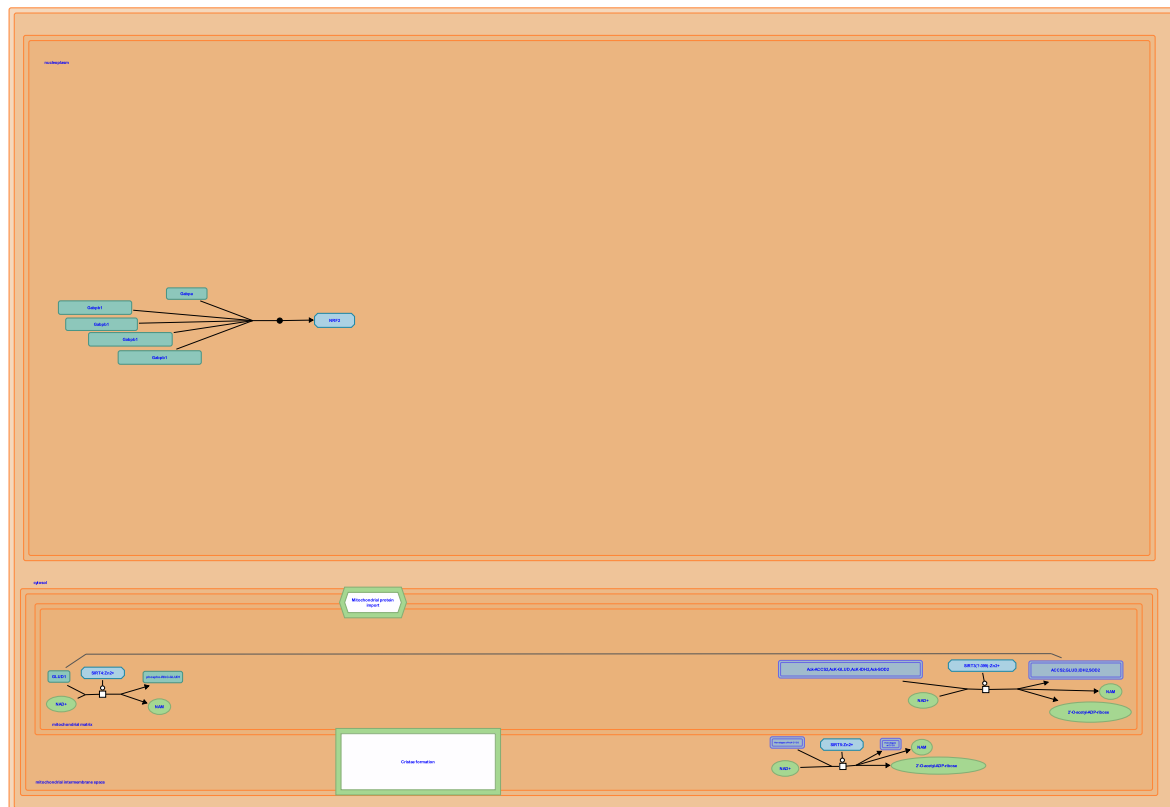 nucleoplasm
Gabpa
Gabpb1
Gabpb1
Gabpb1
Gabpb1
NRF2
cytosol
Mitochondrial protein
import
GLUD1
SIRT4:Zn2+
NAD+
NAM
mitochondrial matrix
Ack-ACCS2,AcK-GLUD,AcK-IDH2,Ack-SOD2
SIRT3(?-399):Zn2+
ACCS2,GLUD,IDH2,SOD2
NAD+
NAM
2'-O-acetyl-ADP-ribose
SIRT5:Zn2+
NAM
NAD+
2'-O-acetyl-ADP-ribose
Cristae formation
mitochondrial intermembrane space